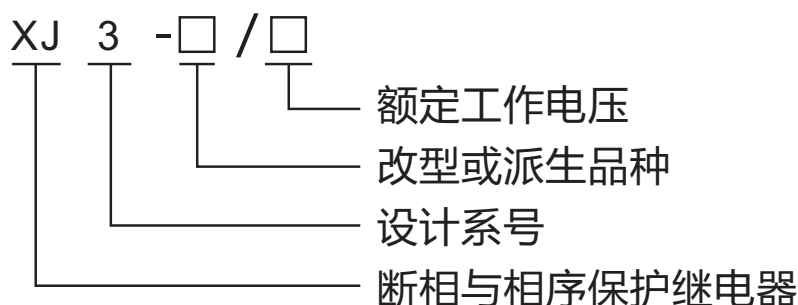 XJ 3 -□/□
额定工作电压
改型或派生品种
设计系号
断相与相序保护继电器